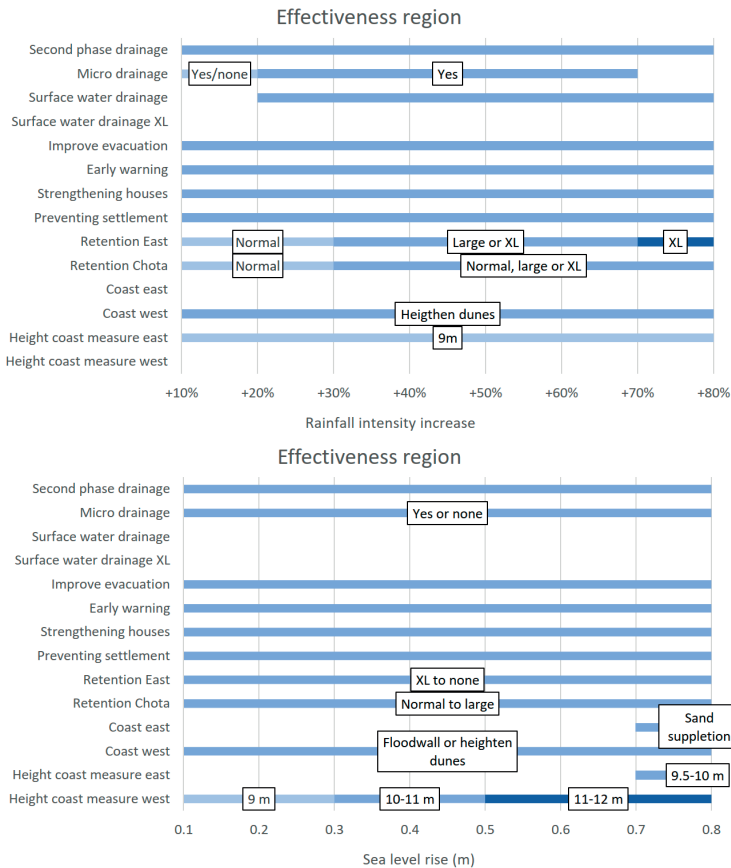 Effectiveness region
Second phase drainage
Micro drainage
Yes/none
Yes
Surface water drainage
Surface water drainage XL
Improve evacuation
Early warning
Strengthening houses
Preventing settlement
Retention East
Normal
Large or XL
XL
Retention Chota
Normal
Normal, large or XL
Coast east
Coast west
Heigthen dunes
Height coast measure east
9m
Height coast measure west
+10%
+20%
+30%
+40%
+50%
+60%
+70%
+80%
Rainfall intensity increase
Effectiveness region
Second phase drainage
Micro drainage
Yes or none
Surface water drainage
Surface water drainage XL
Improve evacuation
Early warning
Strengthening houses
Preventing settlement
Retention East
XL to none
Retention Chota
Normal to large
Coast east
Sand
suppletion
Coast west
Floodwall or heighten
dunes
Height coast measure east
9.5-10 m
Height coast measure west
9 m
10-11 m
11-12 m
0.1
0.2
0.3
0.4
0.5
0.6
0.7
0.8
Sea level rise (m)